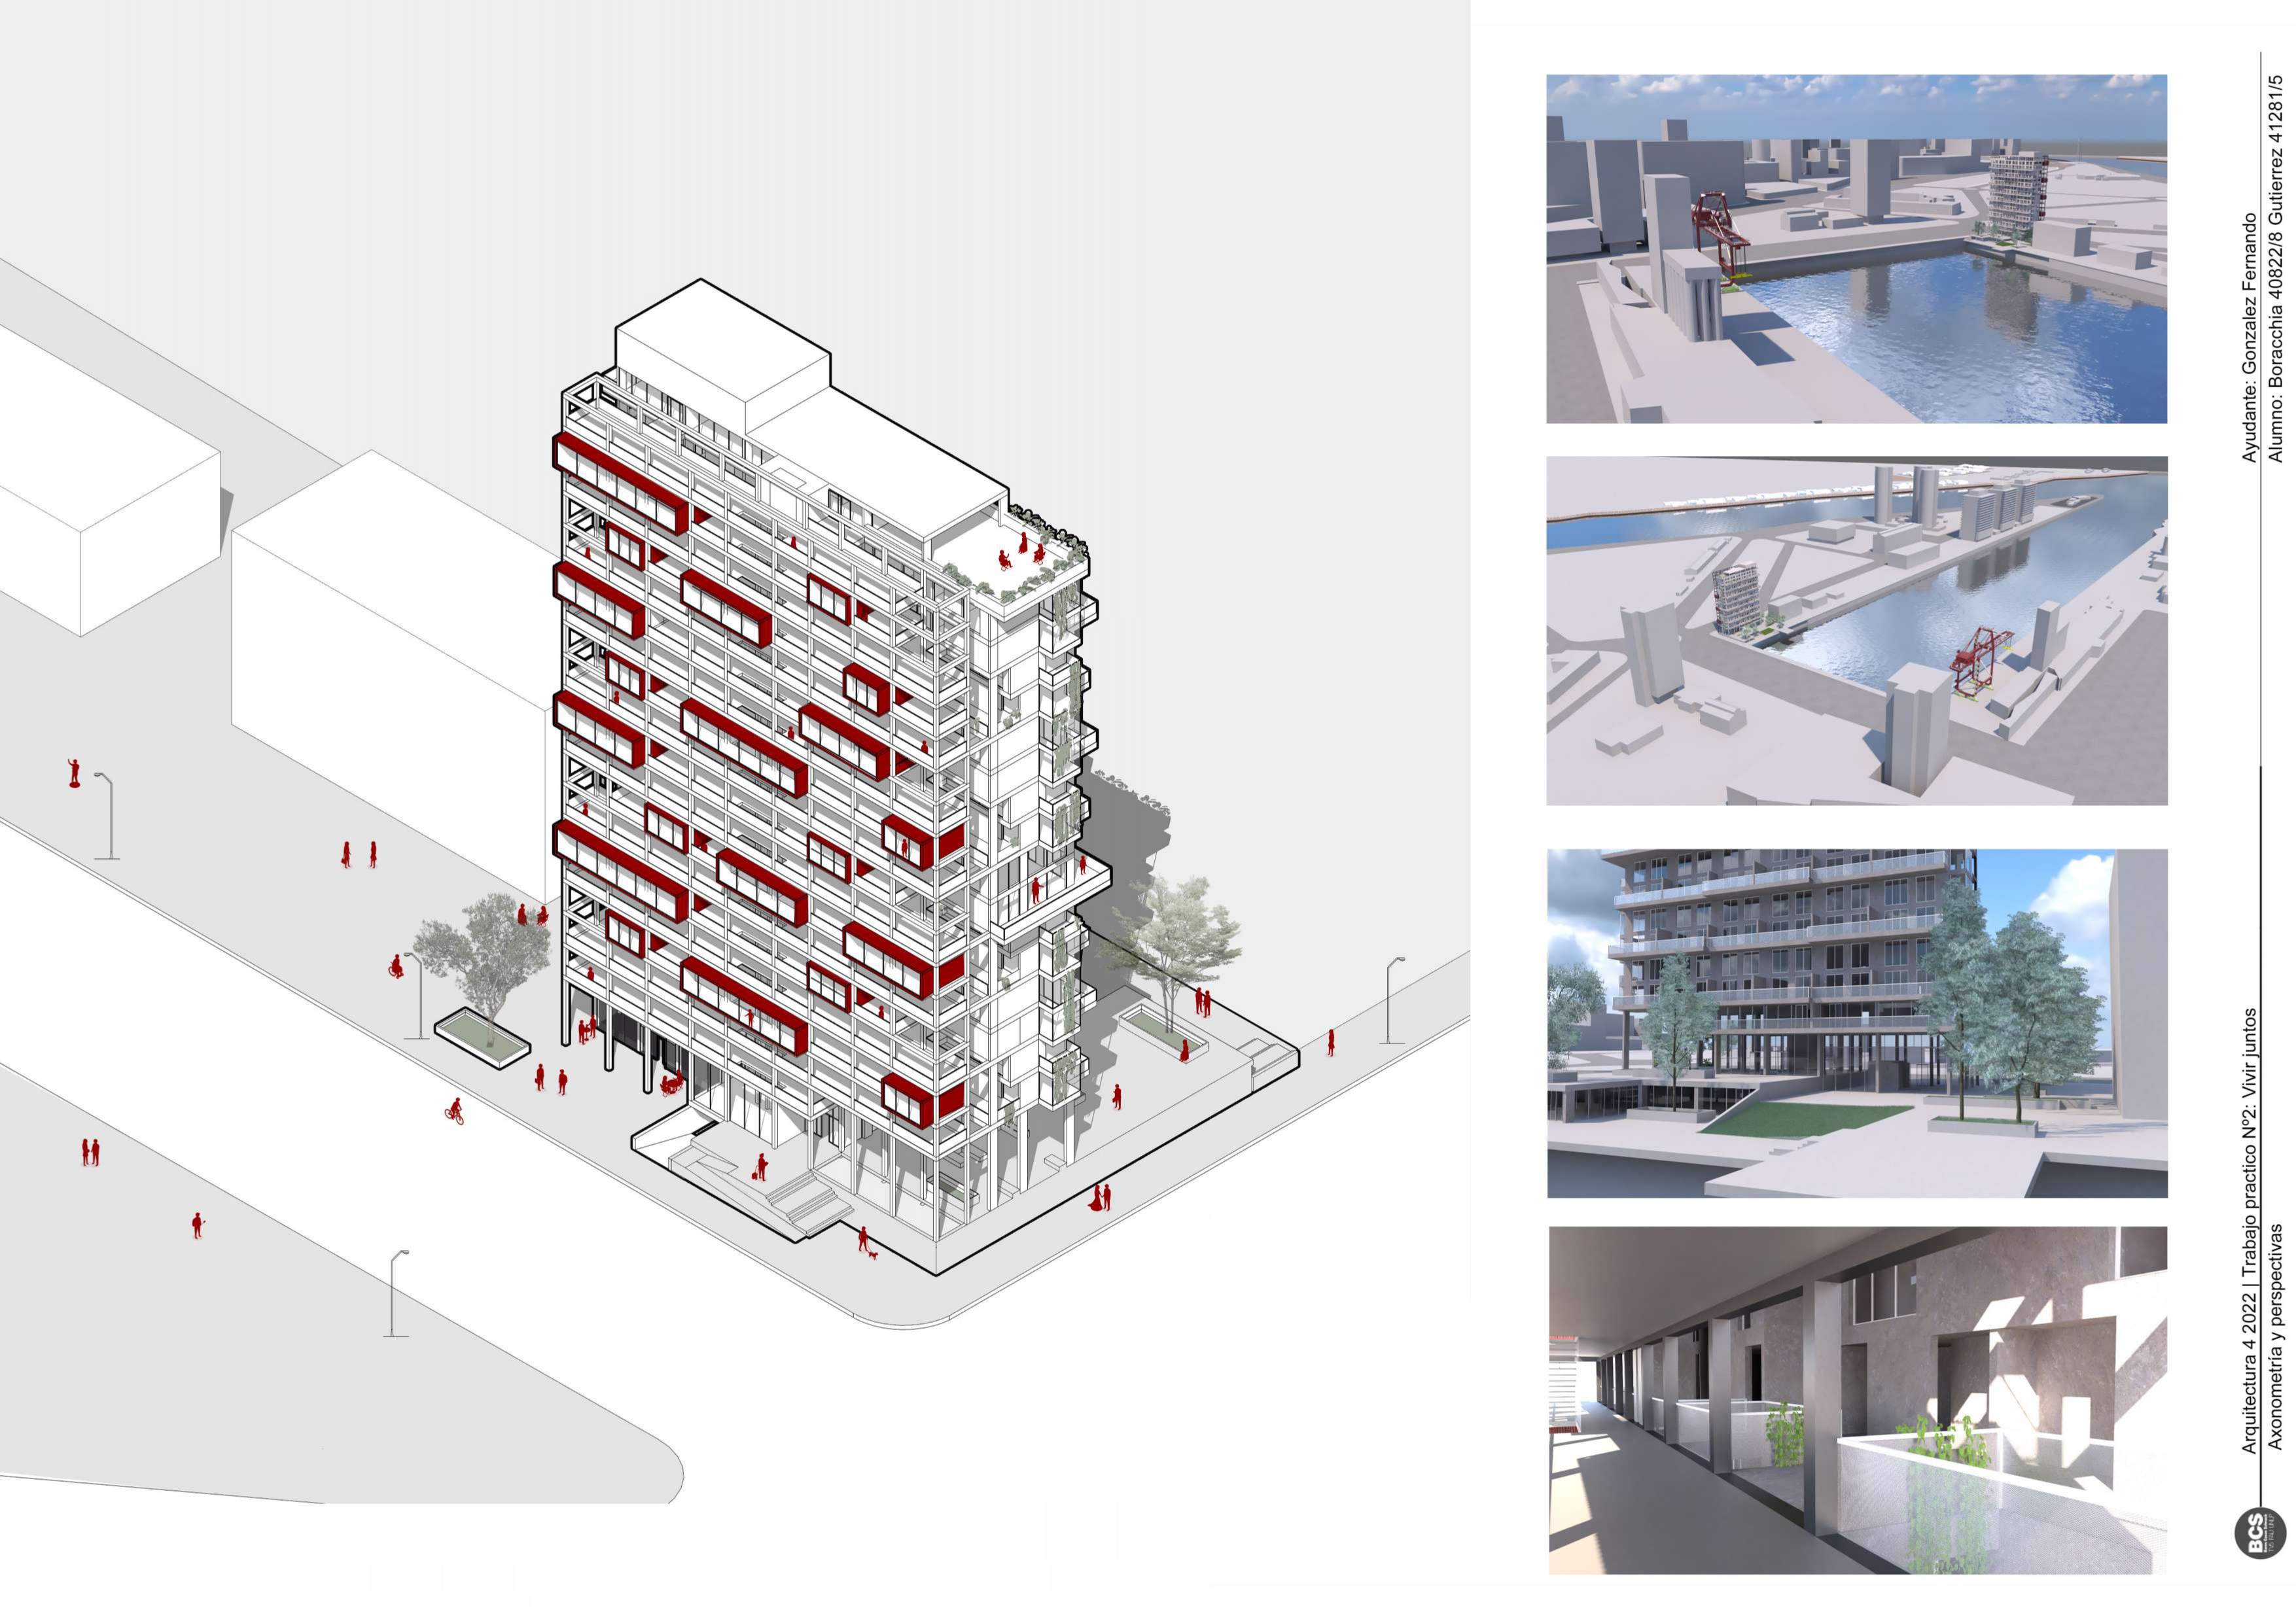 Ayudante: Gonzalez Fernando
Alumno: Boracchia 40822/8 Gutierrez 41281/5
Arquitectura 4 2022 | Trabajo practico Nº2: Vivir juntos
Axonometría y perspectivas
BCS